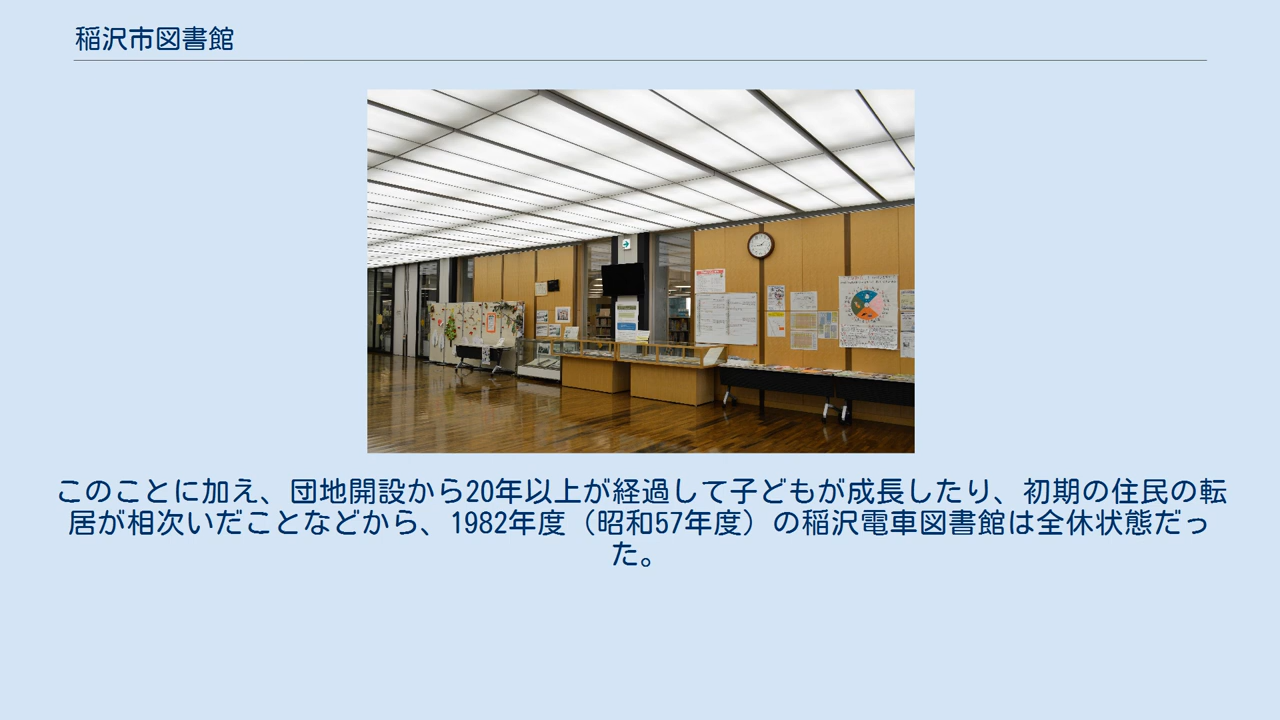 稲沢市図書館
このことに加え、団地開設から20年以上が経過して子どもが成長したり、初期の住民の転
居が相次いだことなどから、1982年度（昭和57年度）の稲沢電車図書館は全休状態だっ
た。